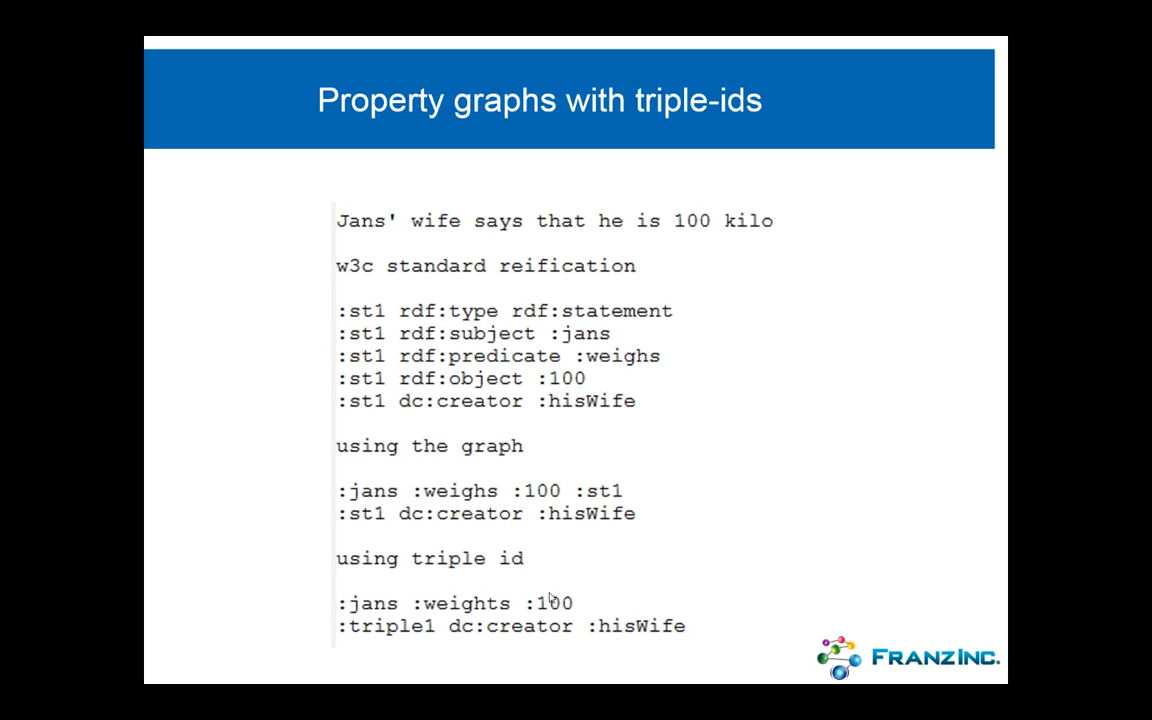 Property graphs with triple-ids
Jans' wife says that he is 100 kilo
w3c standard reification
:st1 rdf:type rdf:statement
:st1 rdf:subject :jans
:st1 rdf:predicate :weighs
:st1 rdf:object :100
:st1 dc:creator :hisWife
using the graph
:jans :weighs :100 :st1
:st1 dc:creator :hisWife
using triple id
:jans :weights :100
:triple1 dc:creator :hisWife
FRANZ INC.